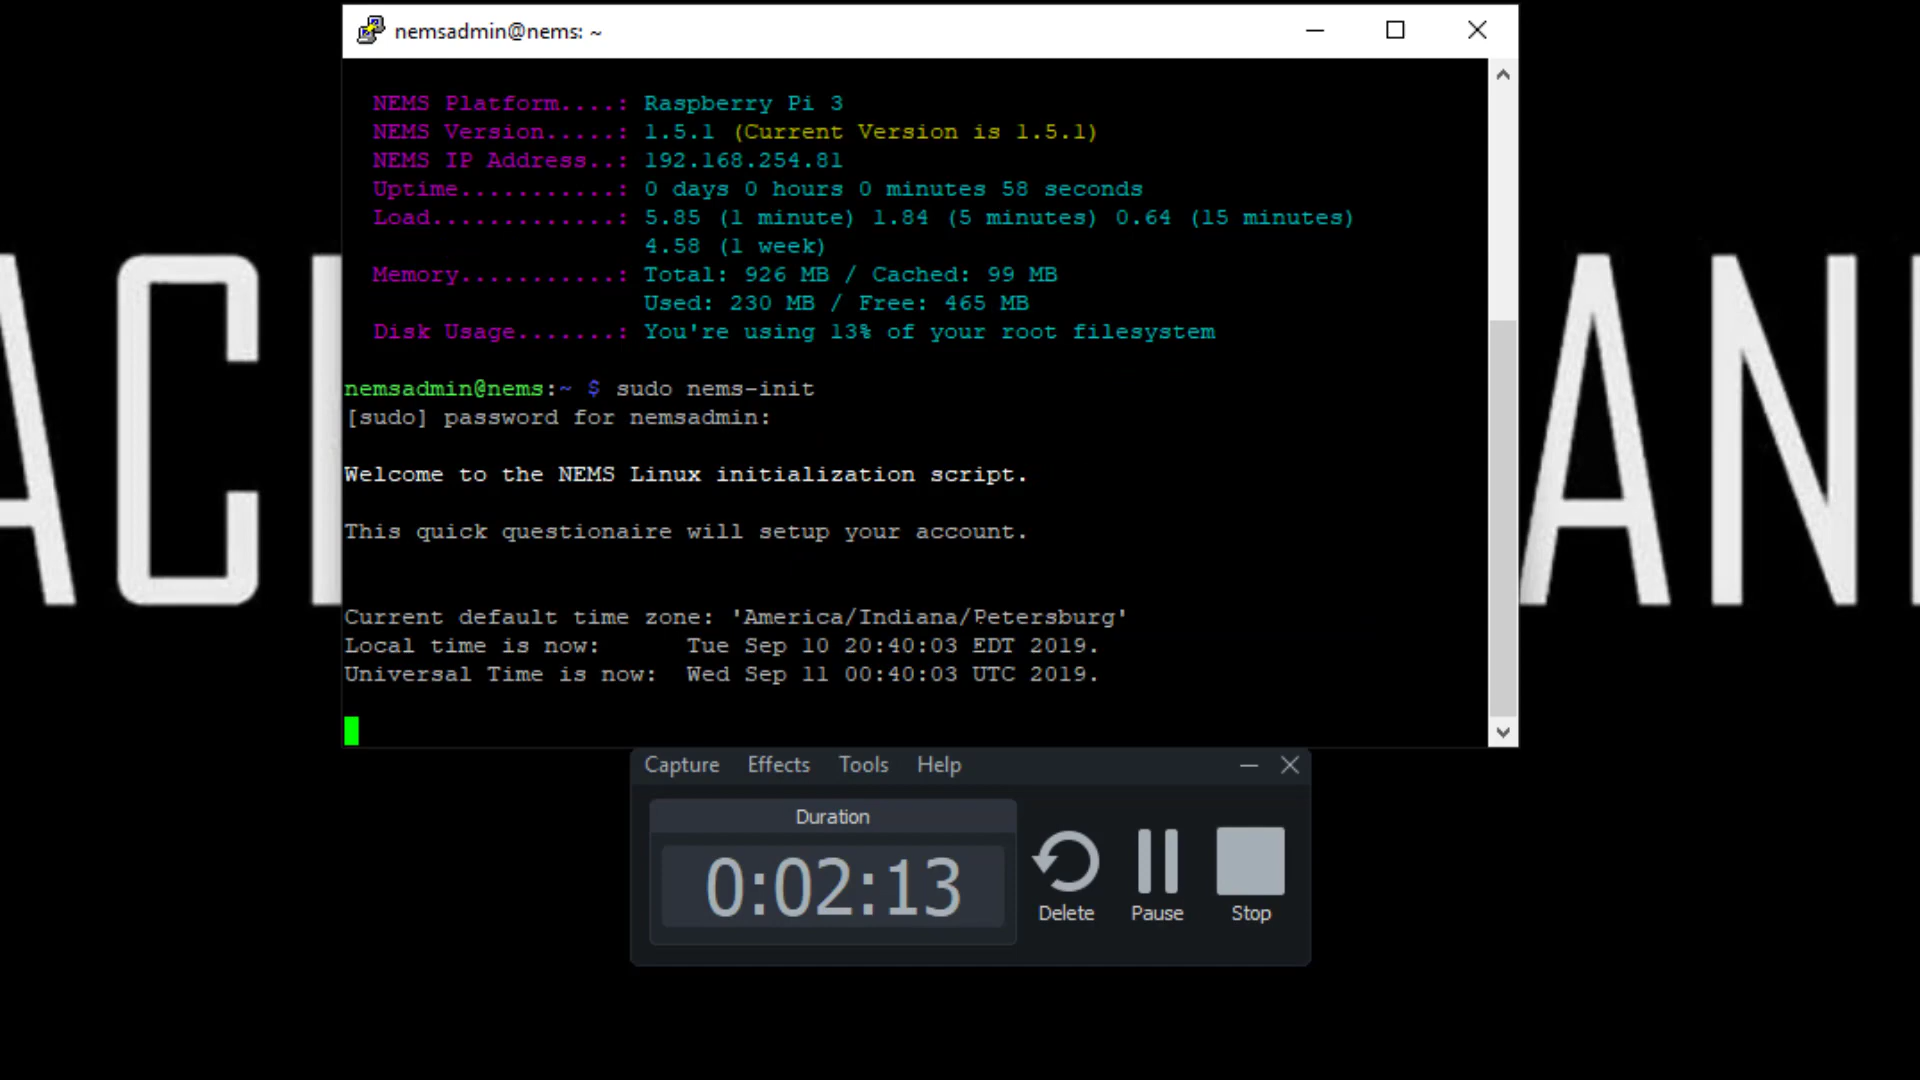 nemsadmin@nems: ~
NEMS Platform....: Raspberry Pi 3
NEMS Version.....: 1.5.1 (Current Version is 1.5.1)
NEMS IP Address..: 192.168.254.81
Uptime...........: 0 days 0 hours 0 minutes 58 seconds
Load.............: 5.85 (1 minute) 1.84 (5 minutes) 0.64 (15 minutes)
4.58 (1 week)
Memory...........: Total: 926 MB / Cached: 99 MB
Used: 230 MB / Free: 465 MB
Disk Usage.......: You're using 13% of your root filesystem
nemsadmin@nems:~ $ sudo nems-init
[sudo] password for nemsadmin:
Welcome to the NEMS Linux initialization script.
This quick questionaire will setup your account.
Current default time zone: 'America/Indiana/Petersburg'
Local time is now:      Tue Sep 10 20:40:03 EDT 2019.
Universal Time is now:  Wed Sep 11 00:40:03 UTC 2019.
Capture Effects Tools Help
Duration
0:02:13
Delete Pause Stop